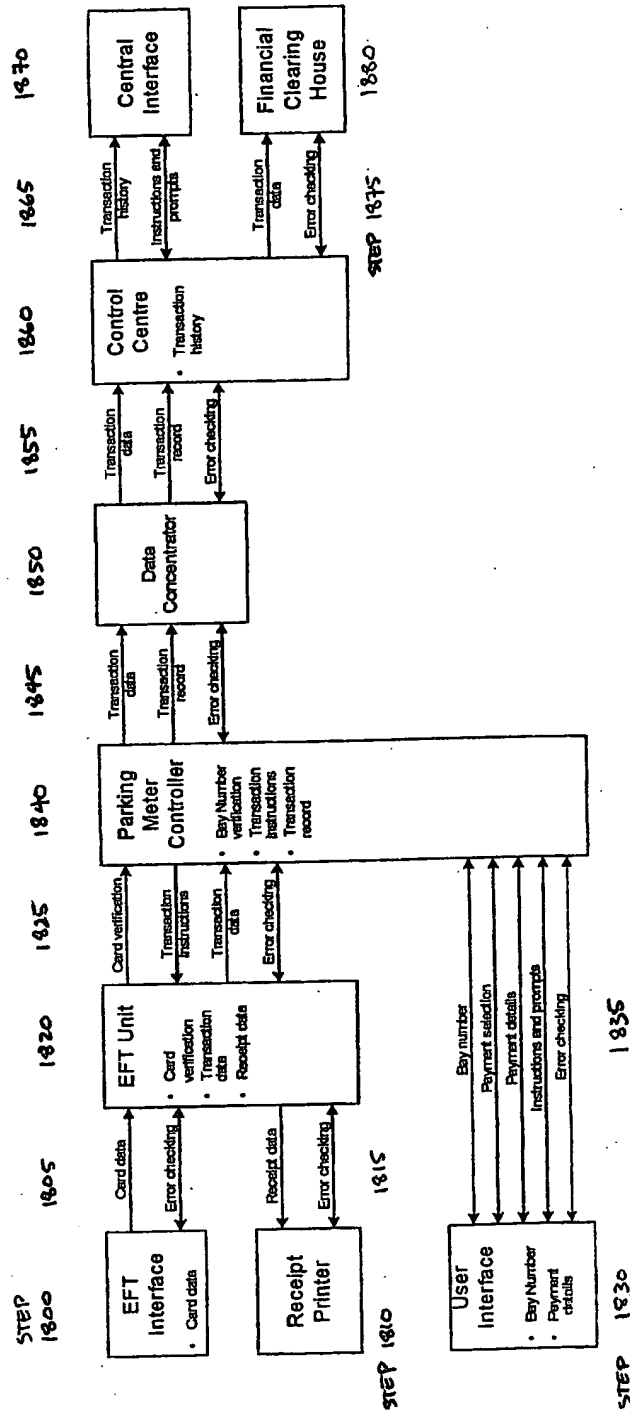 STEP
1800
1805
1820
1825
1840
1845
1850
1855
1860
1865
1870
EFT
Interface
• Card data
Card data
Error checking
EFT Unit
• Card
verification
• Transaction
data
• Receipt data
Card verification
Transaction
instructions
Transaction
data
Error checking
Parking
Meter
Controller
• Bay Number
verification
• Transaction
Instructions
• Transaction
record
Transaction
data
Transaction
record
Error checking
Data
Concentrator
Transaction
data
Transaction
record
Error checking
Control
Centre
• Transaction
history
Transaction
history
Instructions and
prompts
Central
Interface
Transaction
data
Error checking
Financial
Clearing
House
STEP 1875
1880
Receipt data
Error checking
Receipt
Printer
STEP 1810
1815
User
Interface
• Bay Number
• Payment
details
Bay number
Payment selection
Payment details
Instructions and prompts
Error checking
STEP 1830
1835